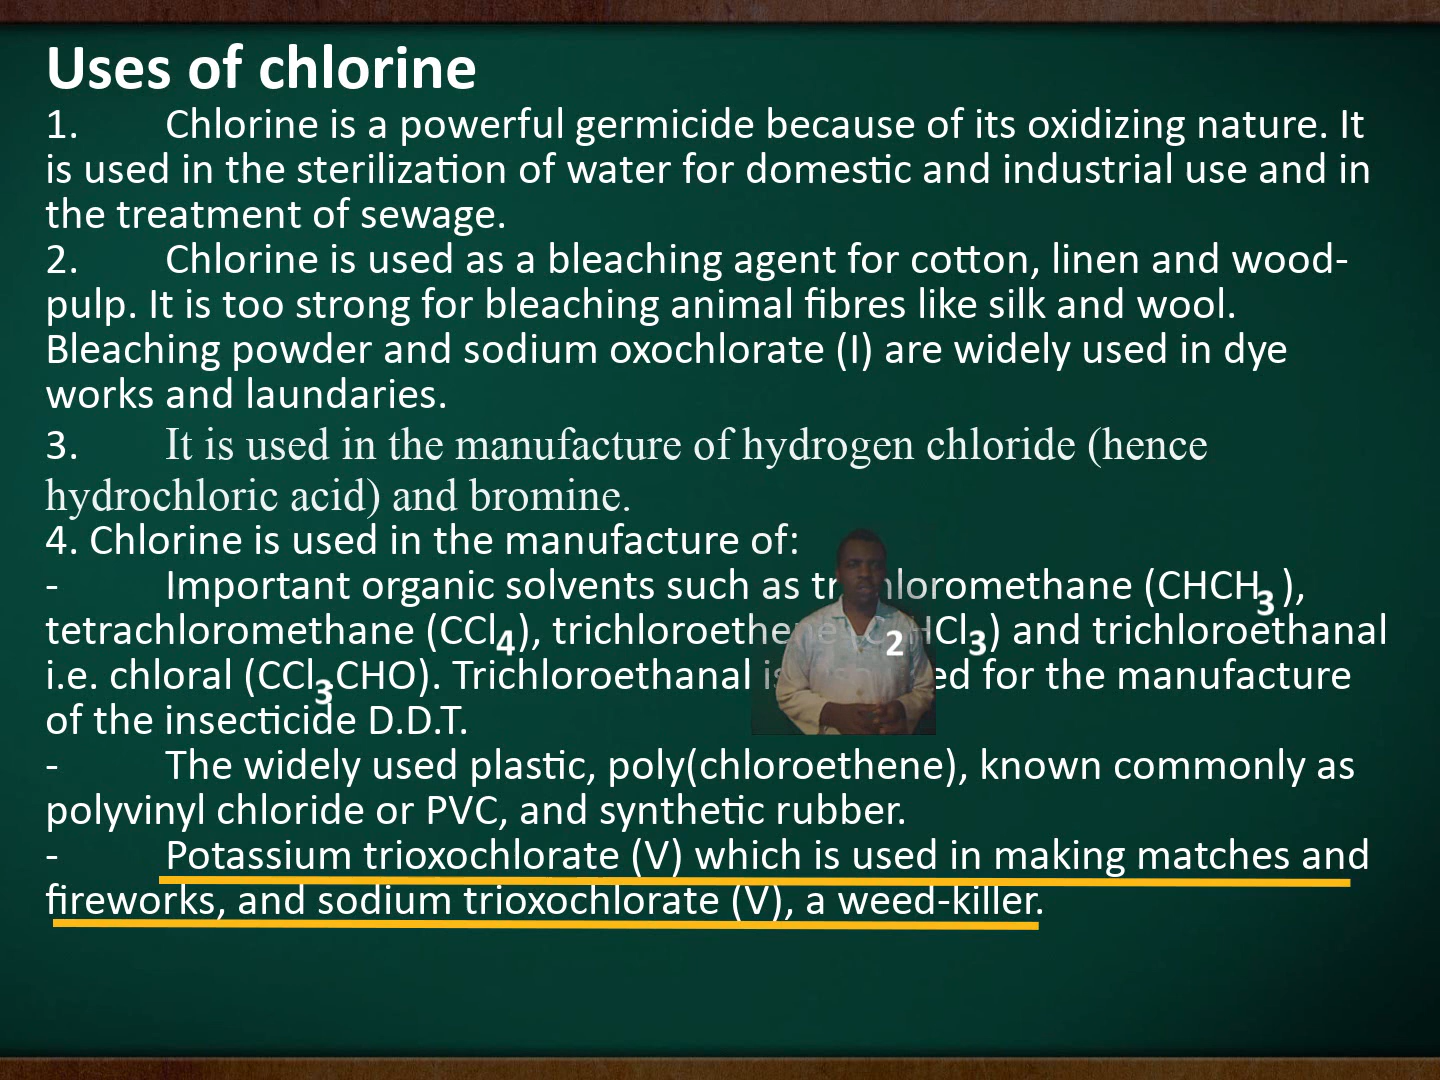 Uses of chlorine
1. Chlorine is a powerful germicide because of its oxidizing nature. It
is used in the sterilization of water for domestic and industrial use and in
the treatment of sewage.
2. Chlorine is used as a bleaching agent for cotton, linen and wood-
pulp. It is too strong for bleaching animal fibres like silk and wool.
Bleaching powder and sodium oxochlorate (I) are widely used in dye
works and laundaries.
3. It is used in the manufacture of hydrogen chloride (hence
hydrochloric acid) and bromine.
4. Chlorine is used in the manufacture of:
- Important organic solvents such as trichloromethane (CHCH3 ),
tetrachloromethane (CCl4), trichloroethene (C2HCl3) and trichloroethanal
i.e. chloral (CCl3CHO). Trichloroethanal is for the manufacture
of the insecticide D.D.T.
- The widely used plastic, poly(chloroethene), known commonly as
polyvinyl chloride or PVC, and synthetic rubber.
- Potassium trioxochlorate (V) which is used in making matches and
fireworks, and sodium trioxochlorate (V), a weed-killer.